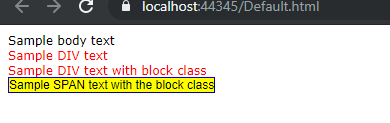 localhost:44345/Default.html
Sample body text
Sample DIV text
Sample DIV text with block class
Sample SPAN text with the block class